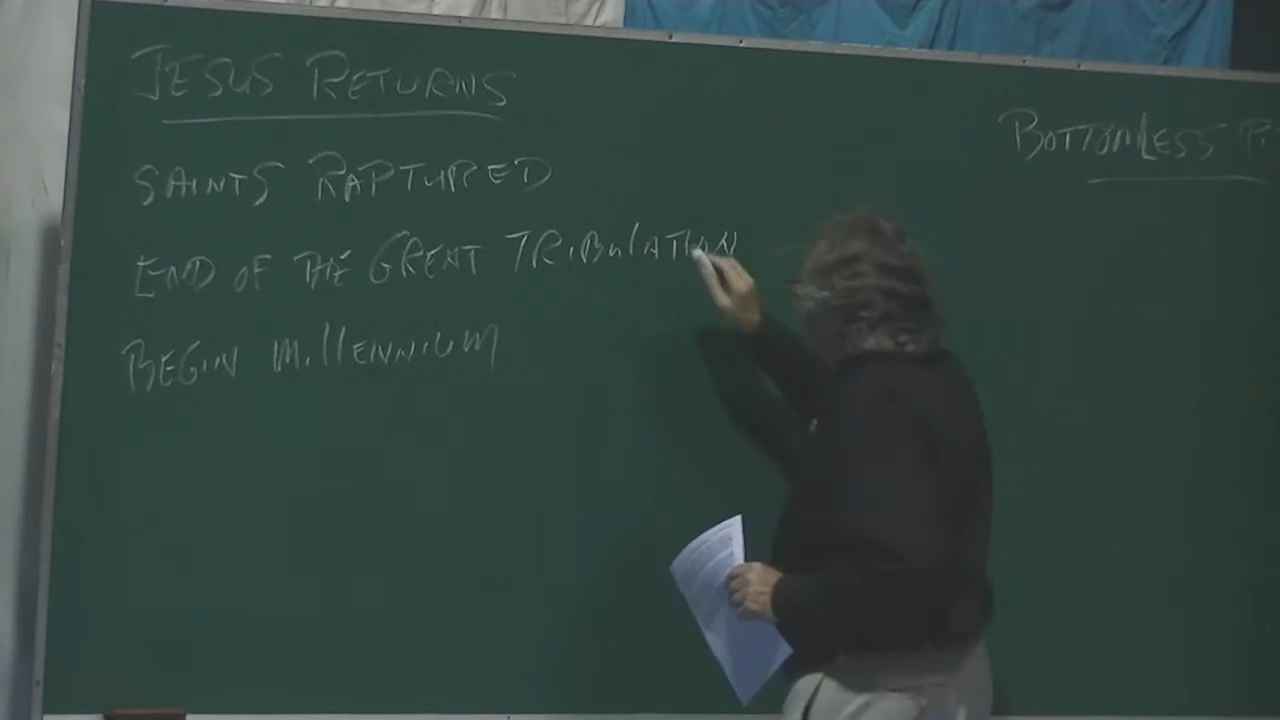 JESUS RETURNS
SAINTS RAPTURED
END OF THE GREAT TRIBULATION
BEGIN MILLENNIUM
BOTTOMLESS